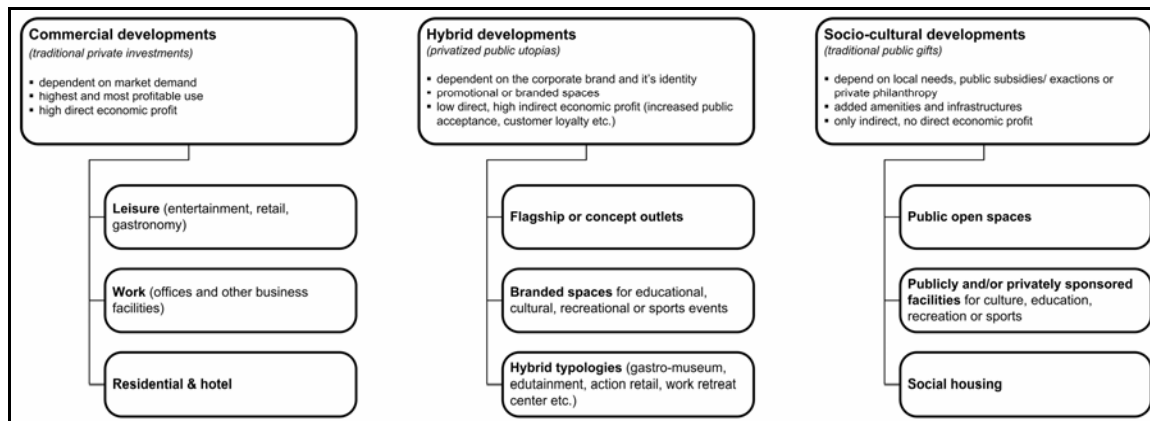 Commercial developments
(traditional private investments)
▪ dependent on market demand
▪ highest and most profitable use
▪ high direct economic profit
Leisure (entertainment, retail,
gastronomy)
Work (offices and other business
facilities)
Residential & hotel
Hybrid developments
(privatized public utopias)
▪ dependent on the corporate brand and it's identity
▪ promotional or branded spaces
▪ low direct, high indirect economic profit (increased public
acceptance, customer loyalty etc.)
Flagship or concept outlets
Branded spaces for educational,
cultural, recreational or sports events
Hybrid typologies (gastro-museum,
edutainment, action retail, work retreat
center etc.)
Socio-cultural developments
(traditional public gifts)
▪ depend on local needs, public subsidies/ exactions or
private philanthropy
▪ added amenities and infrastructures
▪ only indirect, no direct economic profit
Public open spaces
Publicly and/or privately sponsored
facilities for culture, education,
recreation or sports
Social housing